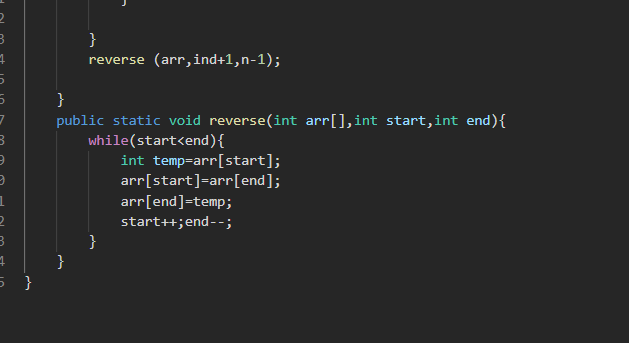 }
}
reverse (arr,ind+1,n-1);
}
public static void reverse(int arr[],int start,int end){
while(start<end){
int temp=arr[start];
arr[start]=arr[end];
arr[end]=temp;
start++;end--;
}
}
}